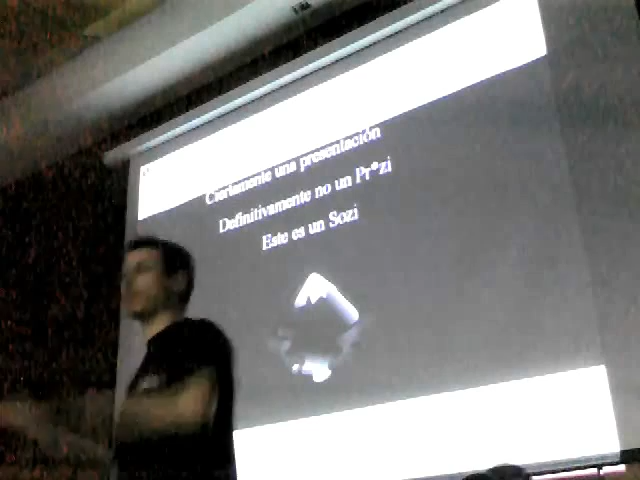 Ciertamente una presentación
Definitivamente no un Pr*zi
Este es un Sozi